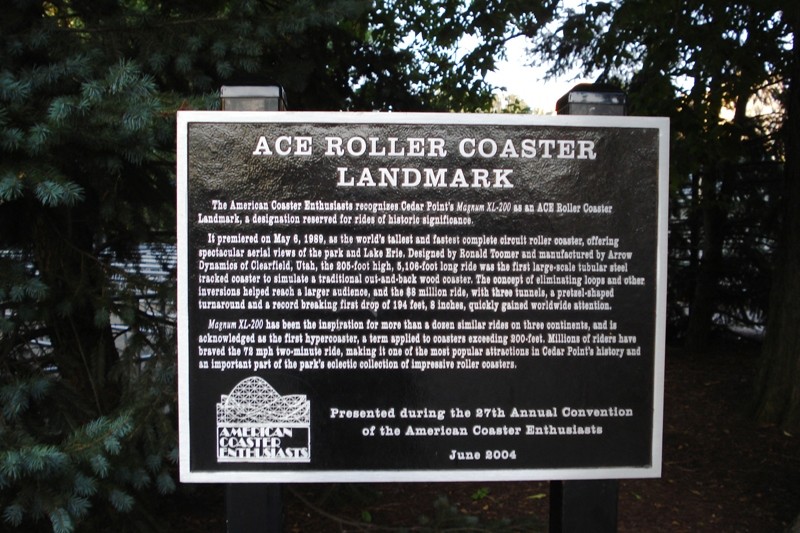 ACE ROLLER COASTER
LANDMARK
The American Coaster Enthusiasts recognizes Cedar Point's Magnum XL-200 as an ACE Roller Coaster
Landmark, a designation reserved for rides of historic significance.
It premiered on May 6, 1989, as the world's tallest and fastest complete circuit roller coaster, offering
spectacular aerial views of the park and Lake Erie. Designed by Ronald Toomer and manufactured by Arrow
Dynamics of Clearfield, Utah, the 205-foot high, 5,106-foot long ride was the first large-scale tubular steel
tracked coaster to simulate a traditional out-and-back wood coaster. The concept of eliminating loops and other
inversions helped reach a larger audience, and the $8 million ride, with three tunnels, a pretzel-shaped
turnaround and a record breaking first drop of 194 feet, 8 inches, quickly gained worldwide attention.
Magnum XL-200 has been the inspiration for more than a dozen similar rides on three continents, and is
acknowledged as the first hypercoaster, a term applied to coasters exceeding 200-feet. Millions of riders have
braved the 72 mph two-minute ride, making it one of the most popular attractions in Cedar Point's history and
an important part of the park's eclectic collection of impressive roller coasters.
AMERICAN
COASTER
ENTHUSIASTS
Presented during the 27th Annual Convention
of the American Coaster Enthusiasts
June 2004